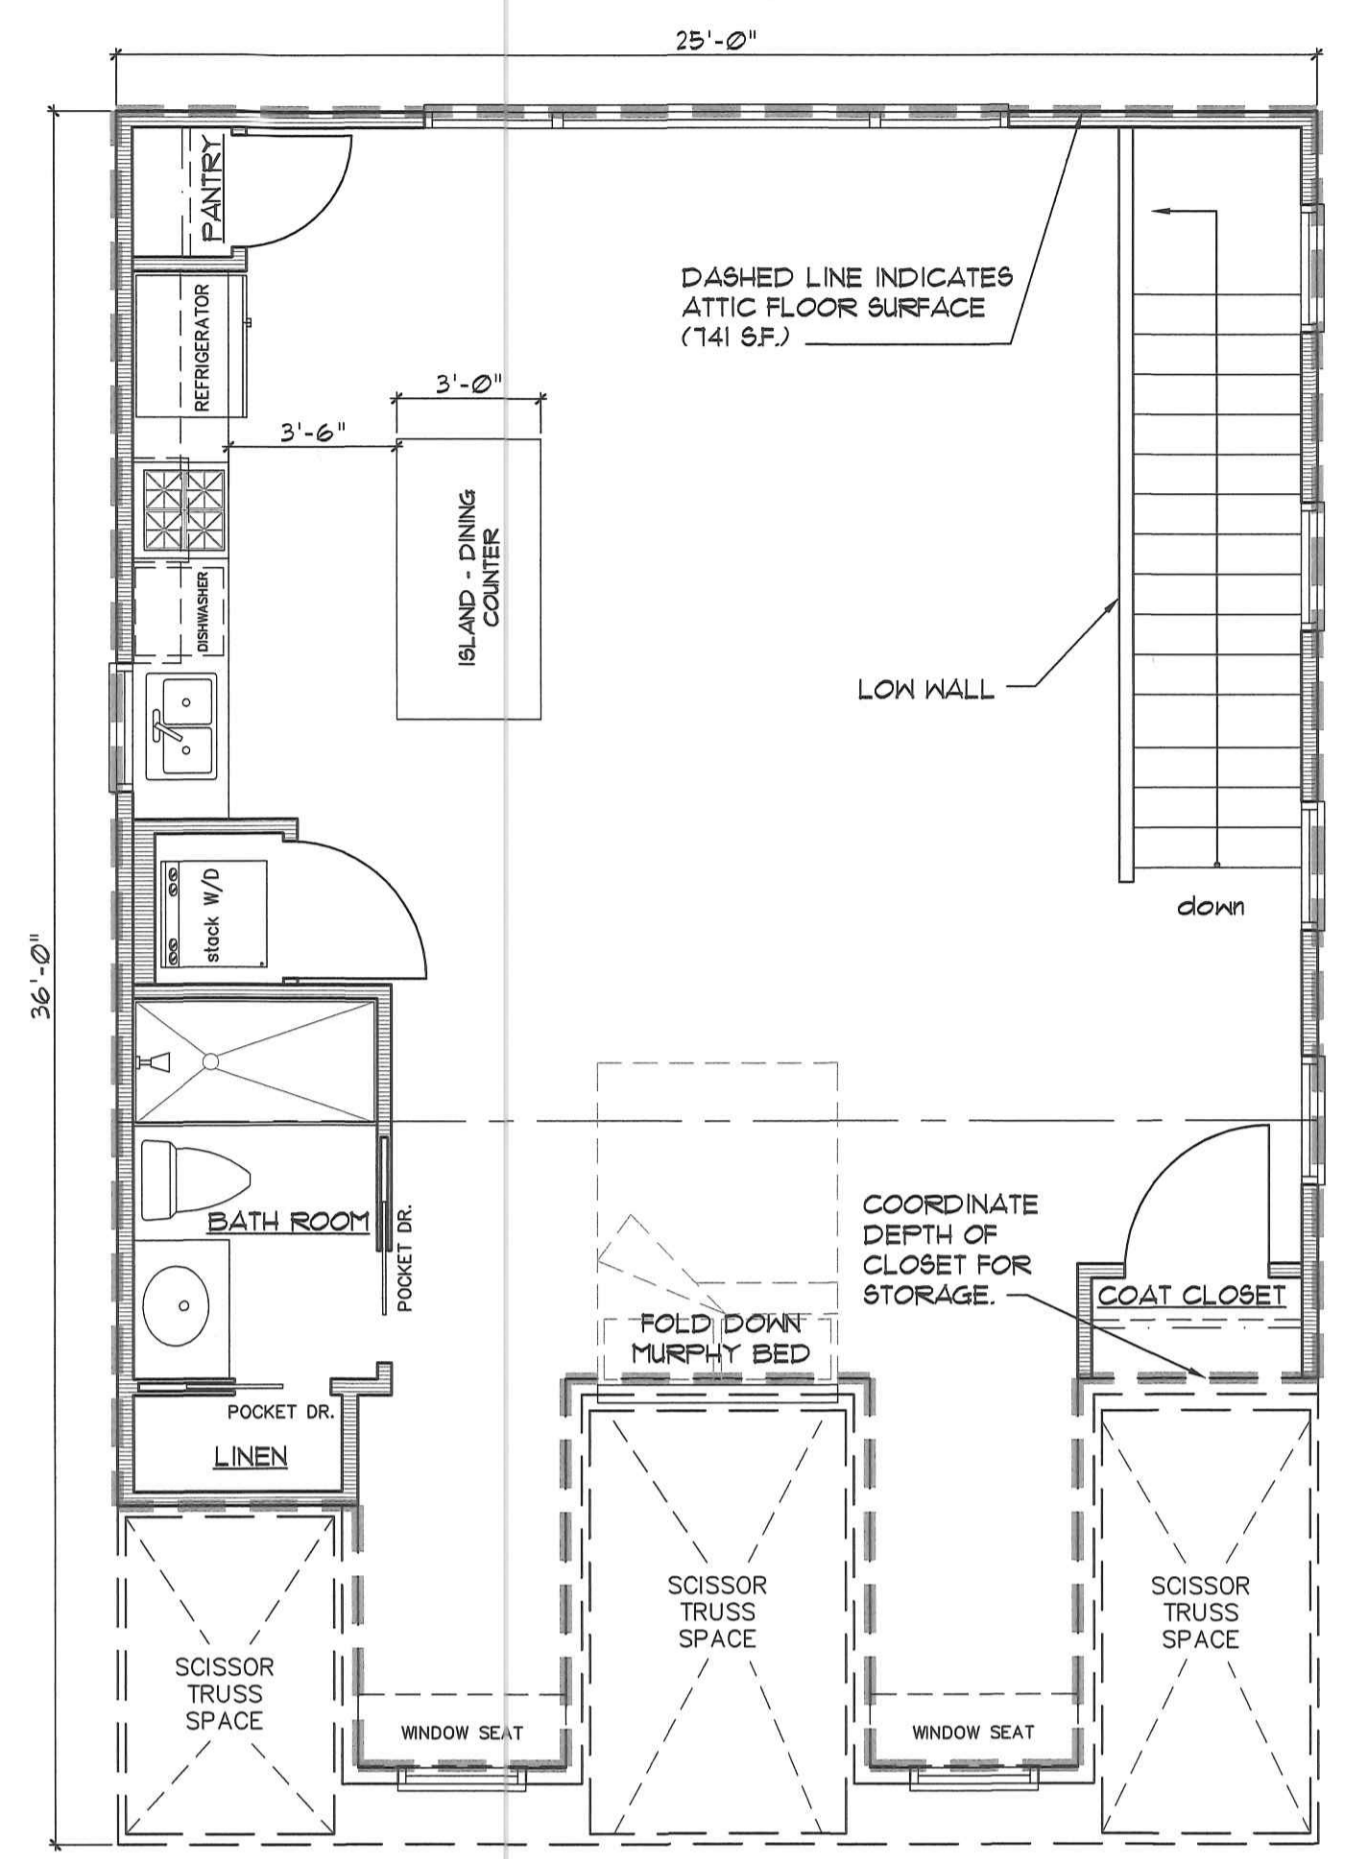 25'-0"
PANTRY
DASHED LINE INDICATES
ATTIC FLOOR SURFACE
(741 S.F.)
REFRIGERATOR
3'-0"
3'-6"
ISLAND - DINING
COUNTER
DISHWASHER
LOW WALL
stack W/D
down
36'-0"
BATH ROOM
POCKET DR.
COORDINATE
DEPTH OF
CLOSET FOR
STORAGE.
COAT CLOSET
FOLD DOWN
MURPHY BED
POCKET DR.
LINEN
SCISSOR
TRUSS
SPACE
SCISSOR
TRUSS
SPACE
SCISSOR
TRUSS
SPACE
WINDOW SEAT
WINDOW SEAT